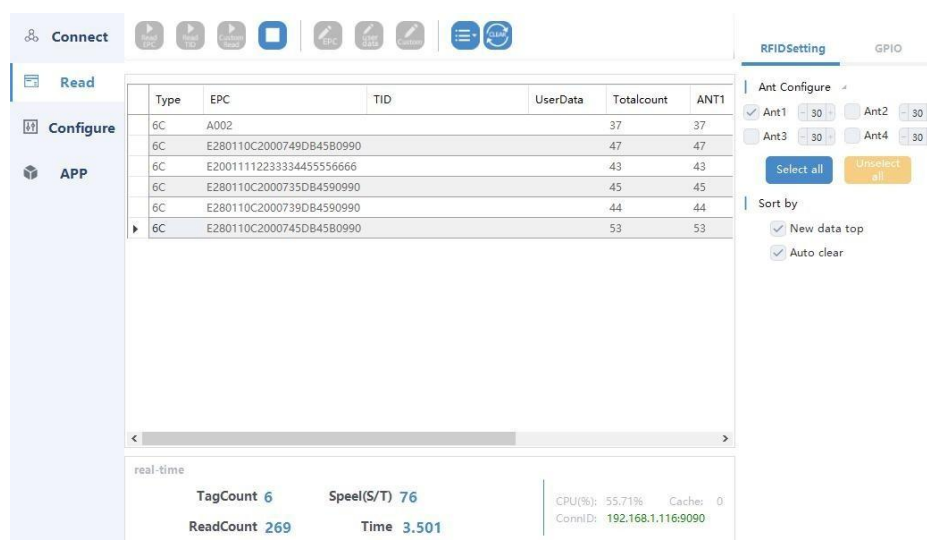 Connect
Read
Configure
APP
Read EPC
Read TID
Custom Read
EPC
User data
Custom
CLEAR
Type EPC TID UserData Totalcount ANT1
6C A002 37 37
6C E280110C2000749DB45B0990 47 47
6C E20011112233334455556666 43 43
6C E280110C2000735DB4590990 45 45
6C E280110C2000739DB4590990 44 44
6C E280110C2000745DB45B0990 53 53
real-time
TagCount 6 Speel(S/T) 76
ReadCount 269 Time 3.501
CPU(%): 55.71% Cache: 0
ConnID: 192.168.1.116:9090
RFIDSetting GPIO
Ant Configure
Ant1 - 30 + Ant2 - 30
Ant3 - 30 + Ant4 - 30
Select all Unselect all
Sort by
New data top
Auto clear